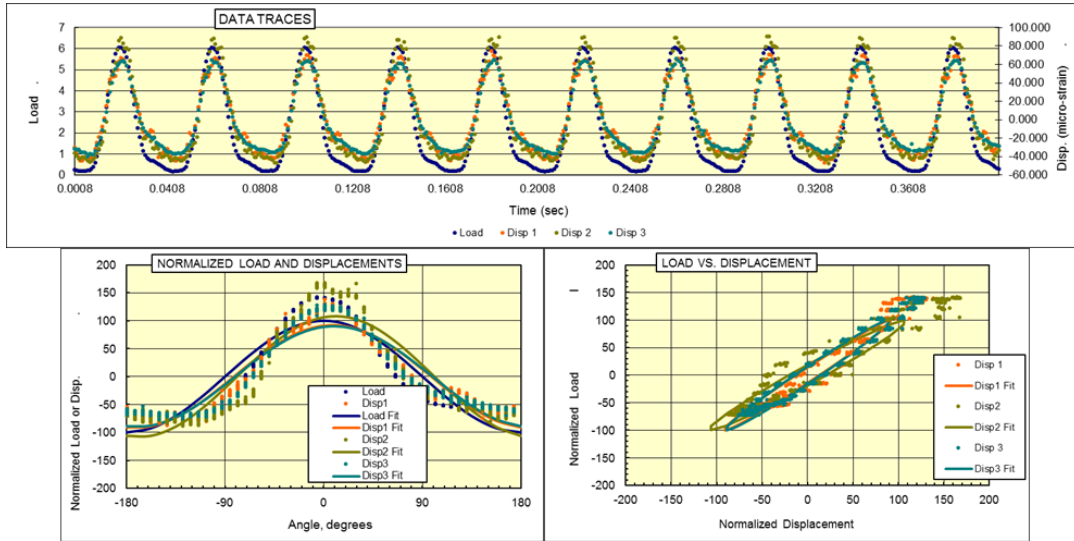 DATA TRACES
7
6
5
4
3
2
1
0
Load
100.000
80.000
60.000
40.000
20.000
0.000
-20.000
-40.000
-60.000
Disp. (micro-strain)
0.0008 0.0408 0.0808 0.1208 0.1608 0.2008 0.2408 0.2808 0.3208 0.3608
Time (sec)
Load Disp 1 Disp 2 Disp 3
NORMALIZED LOAD AND DISPLACEMENTS
200
150
100
50
0
-50
-100
-150
-200
Normalized Load or Disp.
-180 -90 0 90 180
Angle, degrees
Load
Disp1
Load Fit
Disp1 Fit
Disp2
Disp2 Fit
Disp3
Disp3 Fit
LOAD VS. DISPLACEMENT
200
150
100
50
0
-50
-100
-150
-200
Normalized Load
-200 -150 -100 -50 0 50 100 150 200
Normalized Displacement
Disp 1
Disp1 Fit
Disp2
Disp2 Fit
Disp 3
Disp3 Fit